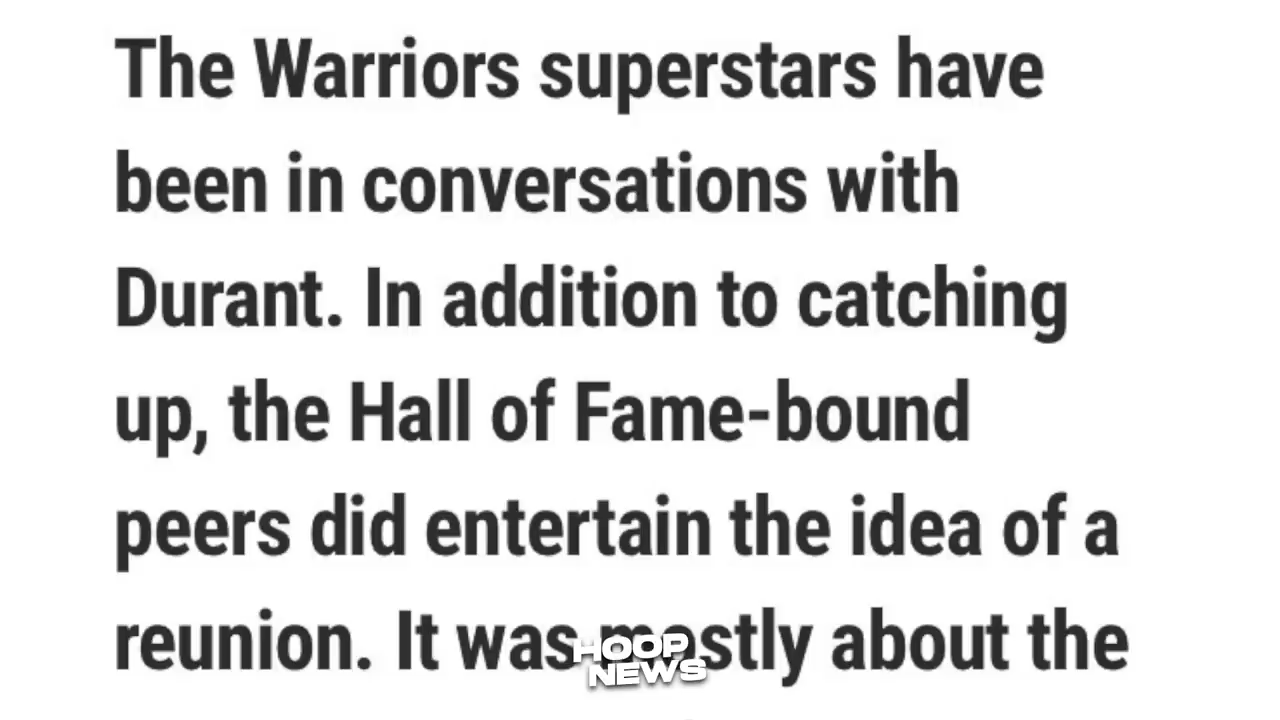 The Warriors superstars have
been in conversations with
Durant. In addition to catching
up, the Hall of Fame-bound
peers did entertain the idea of a
reunion. It was mostly about the
HOOP
NEWS